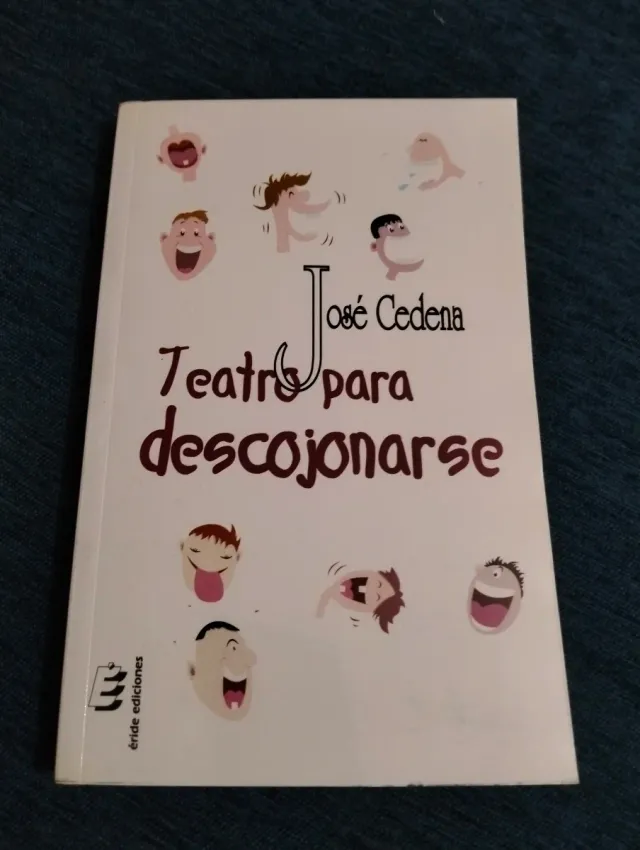 José Cedena
Teatro para
descojonarse
éride ediciones